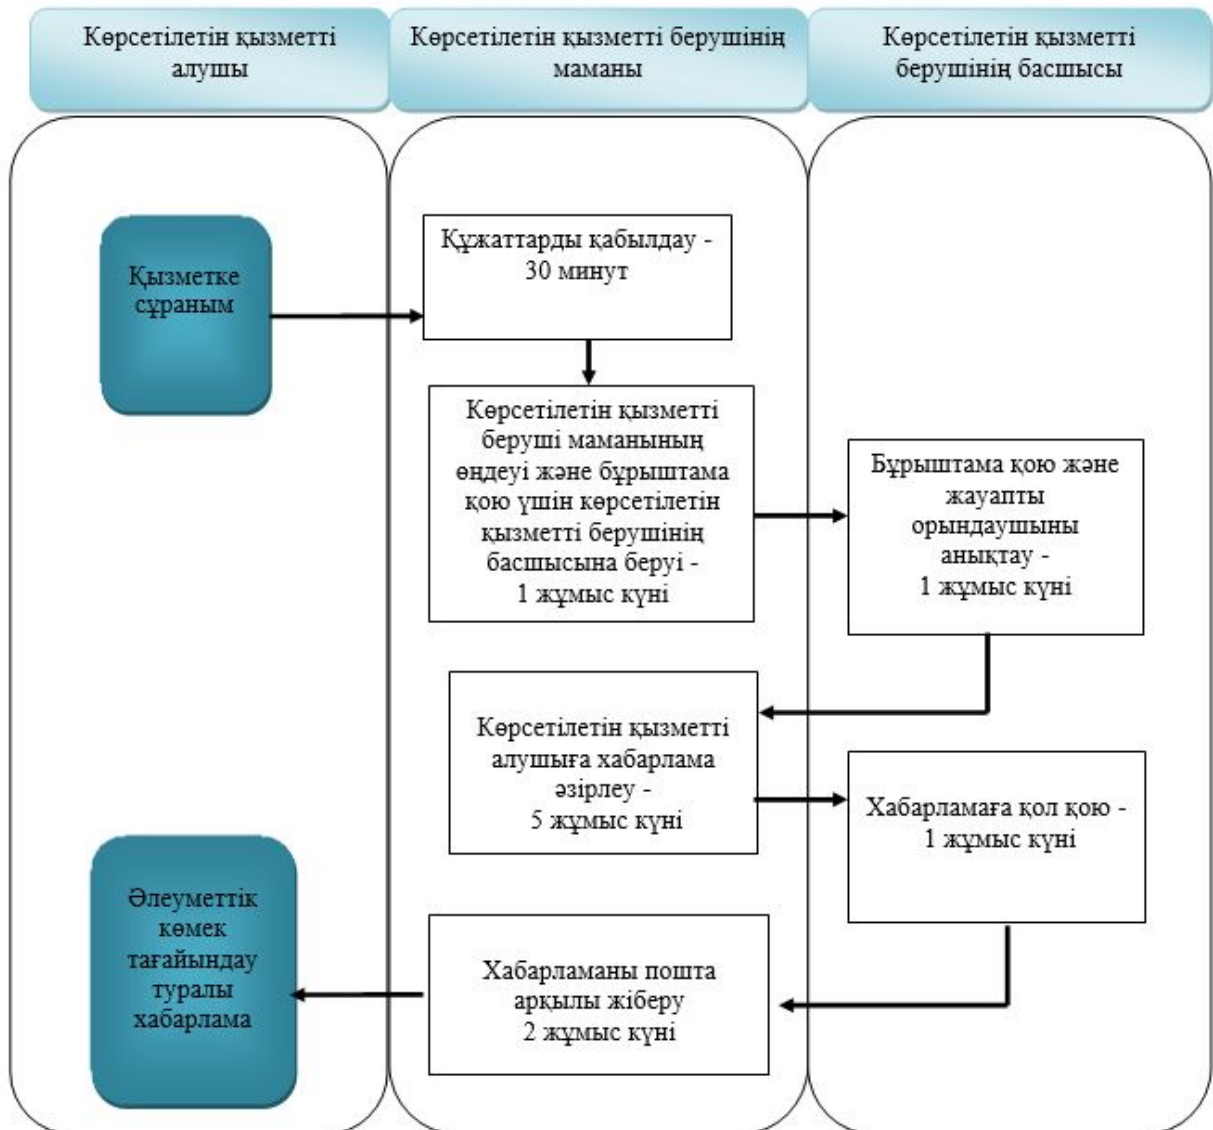 Көрсетілетін қызметті
алушы
Көрсетілетін қызметті берушінің
маманы
Көрсетілетін қызметті
берушінің басшысы
Қызметке
сұраным
Құжаттарды қабылдау -
30 минут
Көрсетілетін қызметті
беруші маманының
өңдеуі және бұрыштама
қою үшін көрсетілетін
қызметті берушінің
басшысына беруі -
1 жұмыс күні
Бұрыштама қою және
жауапты
орындаушыны
анықтау -
1 жұмыс күні
Көрсетілетін қызметті
алушыға хабарлама
әзірлеу -
5 жұмыс күні
Хабарламаға қол қою -
1 жұмыс күні
Хабарламаны пошта
арқылы жіберу
2 жұмыс күні
Әлеуметтік
көмек
тағайындау
туралы
хабарлама